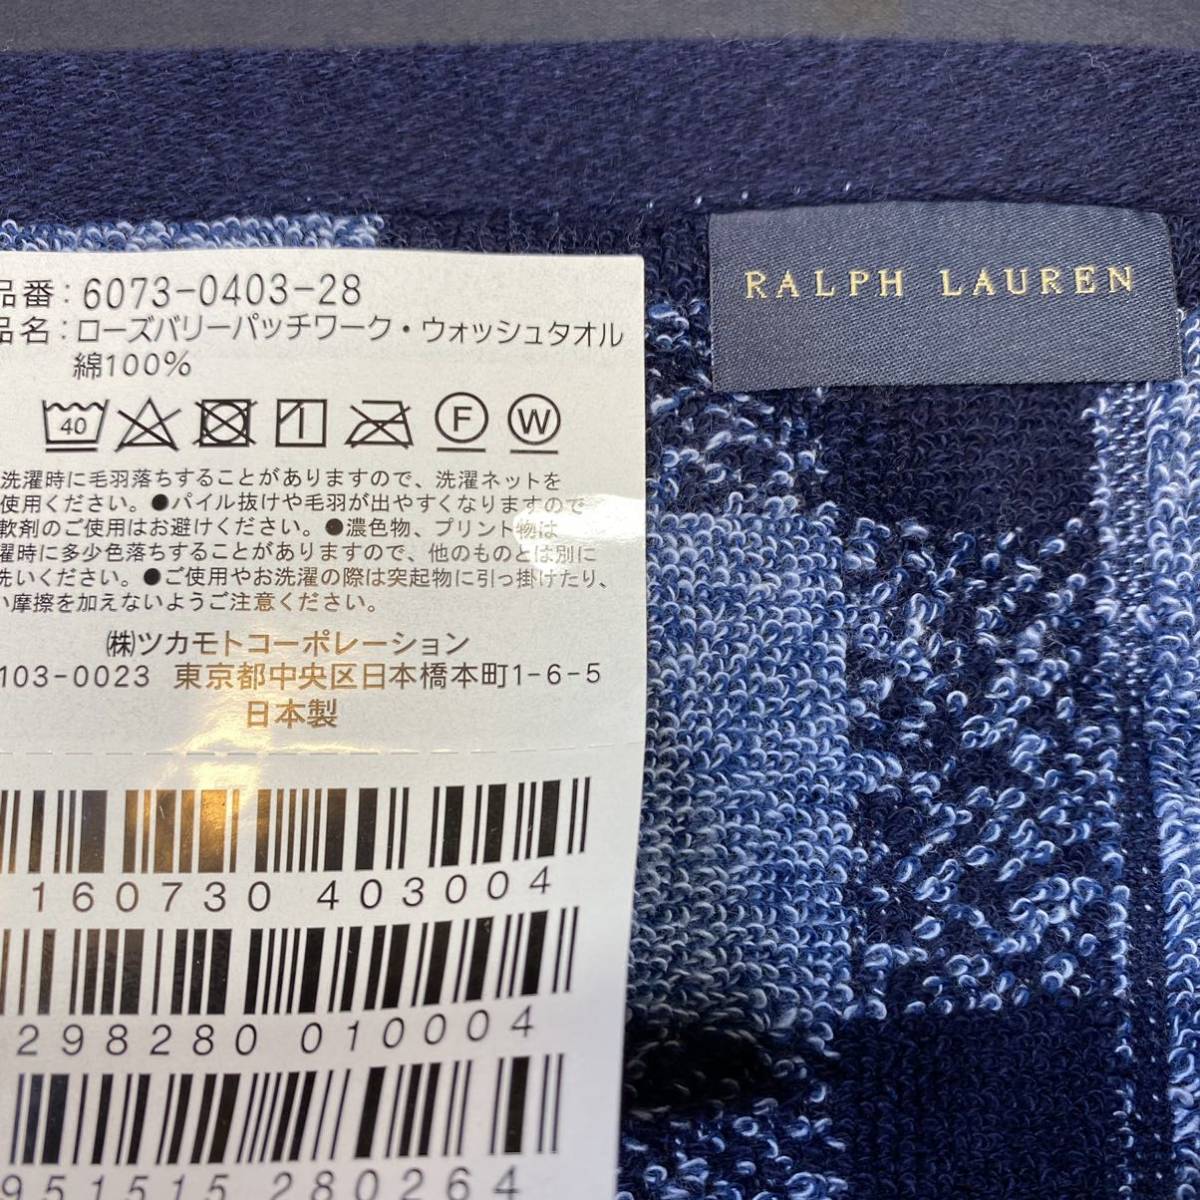 RALPH LAUREN
品番: 6073-0403-28
品名: ローズバリーパッチワーク・ウォッシュタオル
綿100%
40 F W
洗濯時に毛羽落ちすることがありますので、洗濯ネットを
使用ください。●パイル抜けや毛羽が出やすくなりますので
軟剤のご使用はお避けください。●濃色物、プリント物は
濯時に多少色落ちすることがありますので、他のものとは別に
洗いください。●ご使用やお洗濯の際は突起物に引っ掛けたり、
い摩擦を加えないようご注意ください。
㈱ツカモトコーポレーション
103-0023 東京都中央区日本橋本町1-6-5
日本製
160730 403004
298280 010004
951515 280264